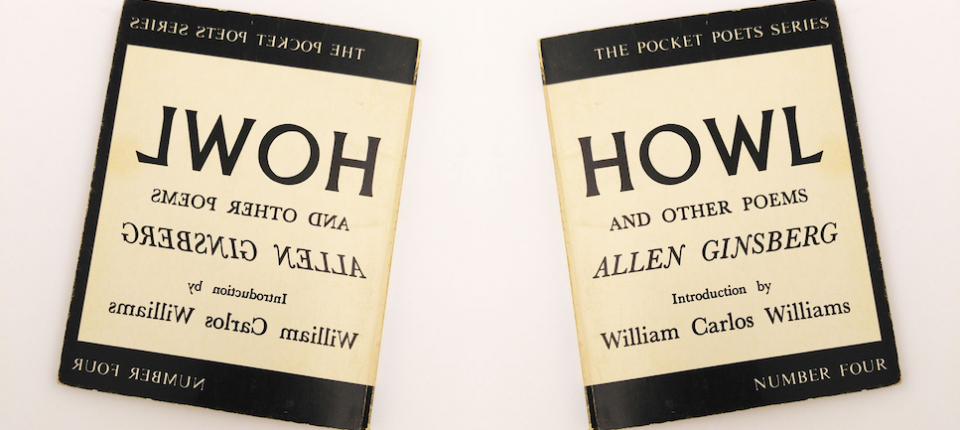 THE POCKET POETS SERIES
HOWL
AND OTHER POEMS
ALLEN GINSBERG
Introduction by
William Carlos Williams
NUMBER FOUR
THE POCKET POETS SERIES
HOWL
AND OTHER POEMS
ALLEN GINSBERG
Introduction by
William Carlos Williams
NUMBER FOUR